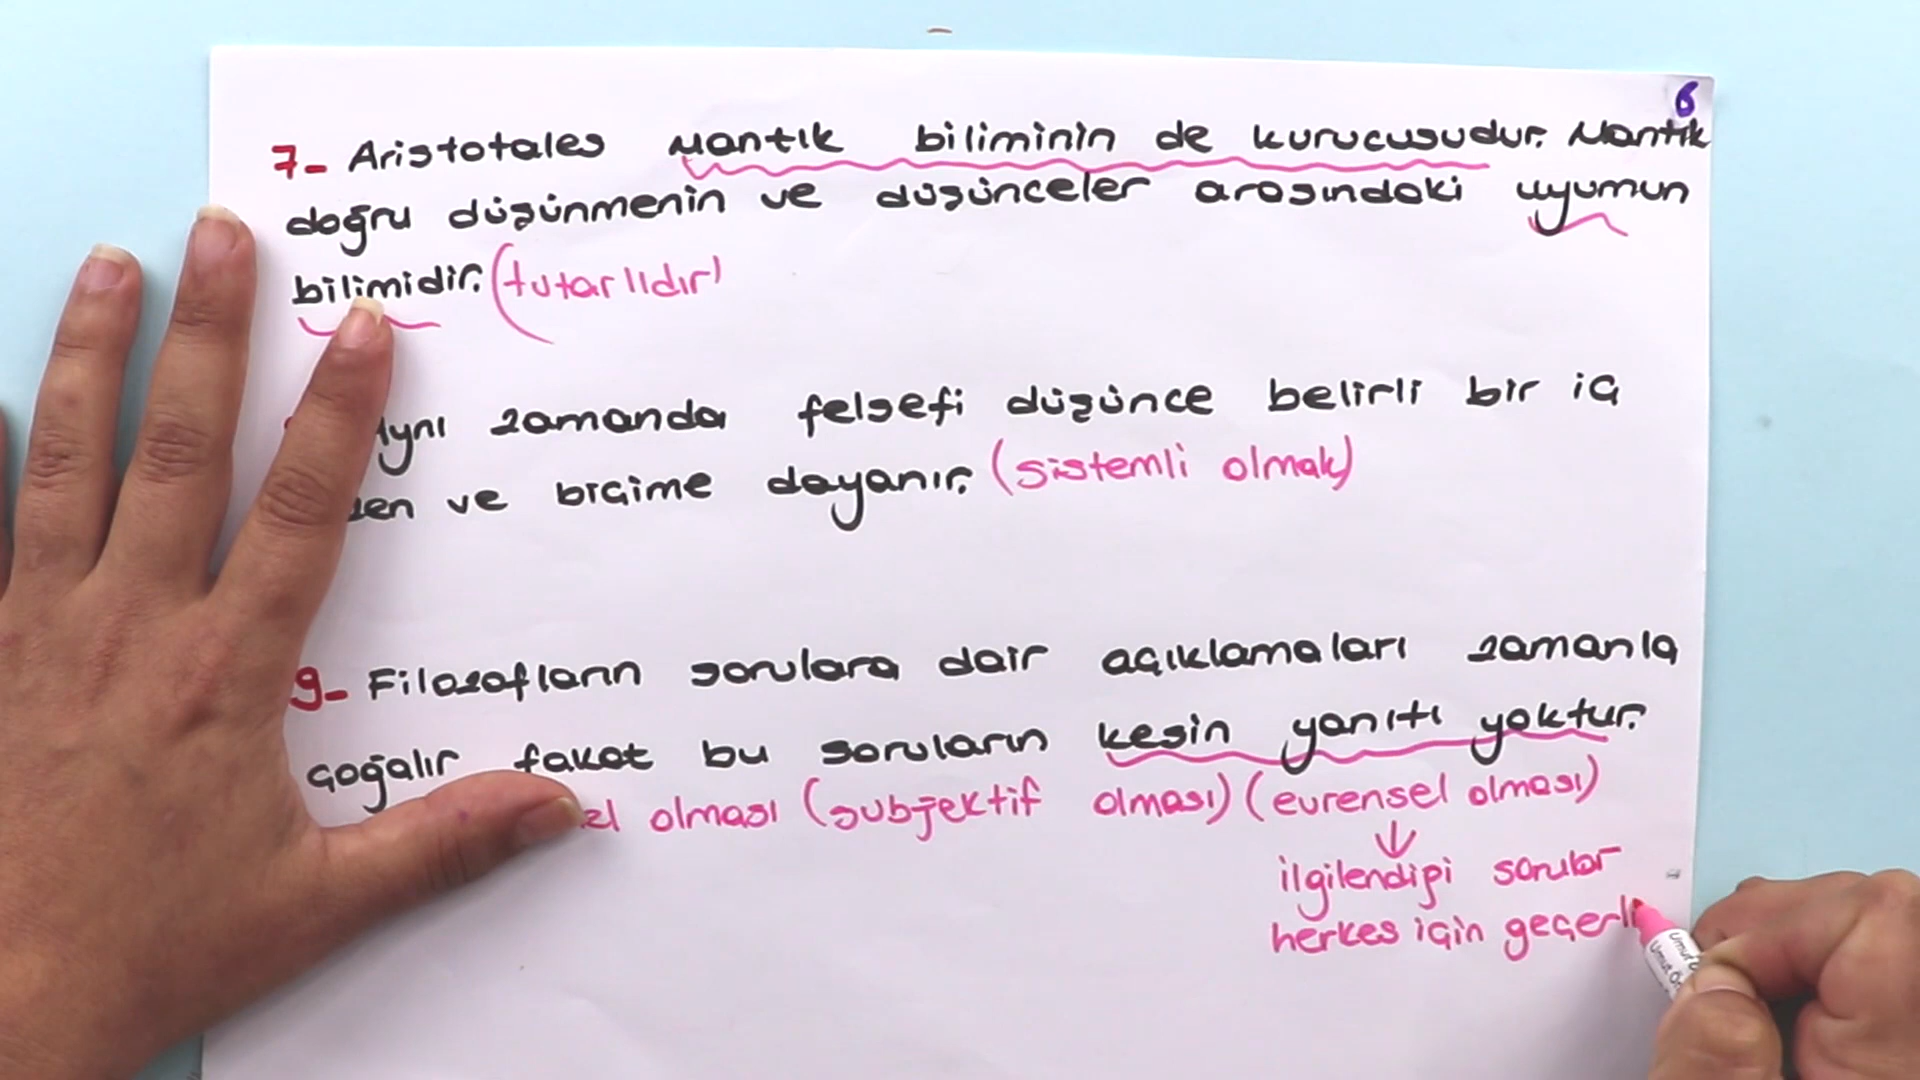 6
7- Aristotales Mantık biliminin de kurucusudur. Mantık
doğru düşünmenin ve düşünceler arasındaki uyumun
bilimidir. (tutarlıdır)
aynı zamanda felsefi düşünce belirli bir iç
ve biçime dayanır. (sistemli olmak)
9- Filozofların sorulara dair açıklamaları zamanla
çoğalır fakat bu soruların kesin yanıtı yoktur.
olması (subjektif olması) (evrensel olması)
↓
ilgilendiği sorular
herkes için geçerli